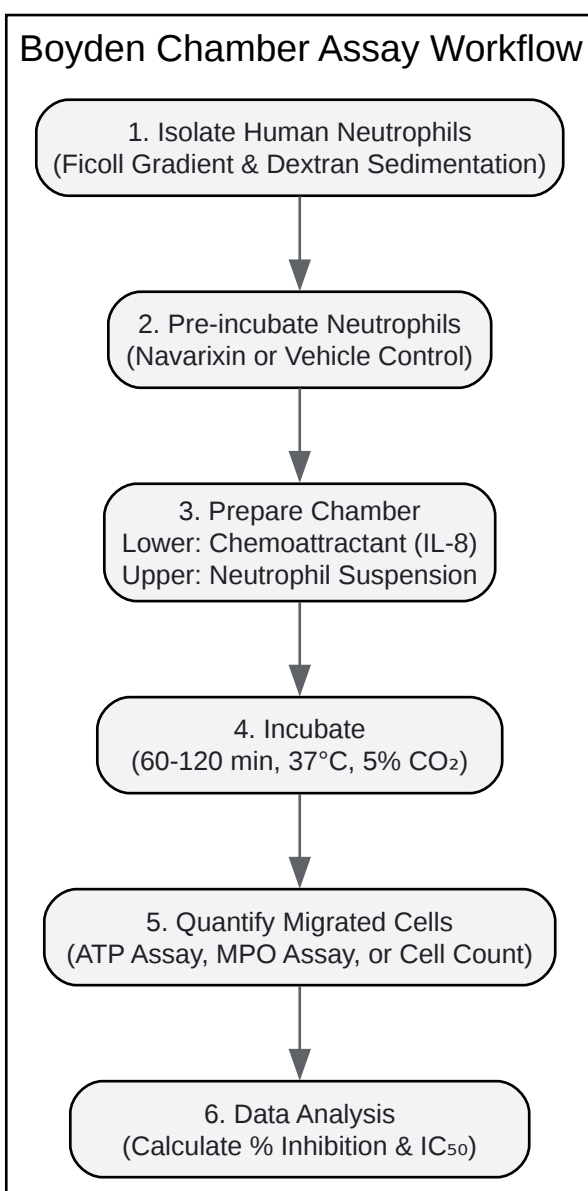 Boyden Chamber Assay Workflow
1. Isolate Human Neutrophils
(Ficoll Gradient & Dextran Sedimentation)
2. Pre-incubate Neutrophils
(Navarixin or Vehicle Control)
3. Prepare Chamber
Lower: Chemoattractant (IL-8)
Upper: Neutrophil Suspension
4. Incubate
(60-120 min, 37°C, 5% CO₂)
5. Quantify Migrated Cells
(ATP Assay, MPO Assay, or Cell Count)
6. Data Analysis
(Calculate % Inhibition & IC₅₀)